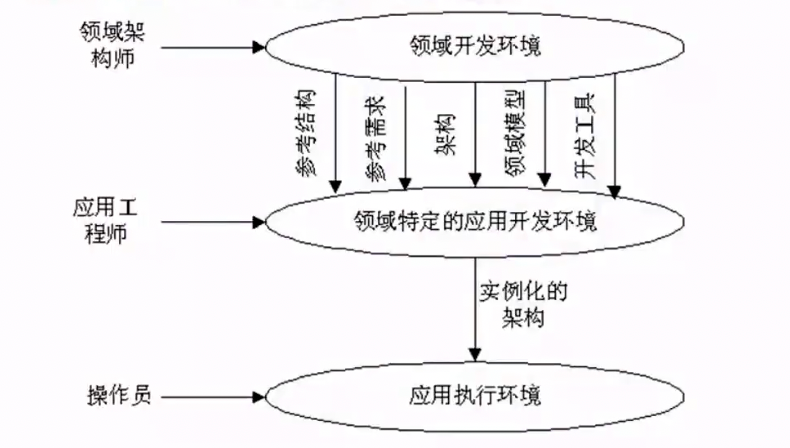 领域架
构师
领域开发环境
参考结构
参考需求
架构
领域模型
开发工具
应用工
程师
领域特定的应用开发环境
实例化的
架构
操作员
应用执行环境